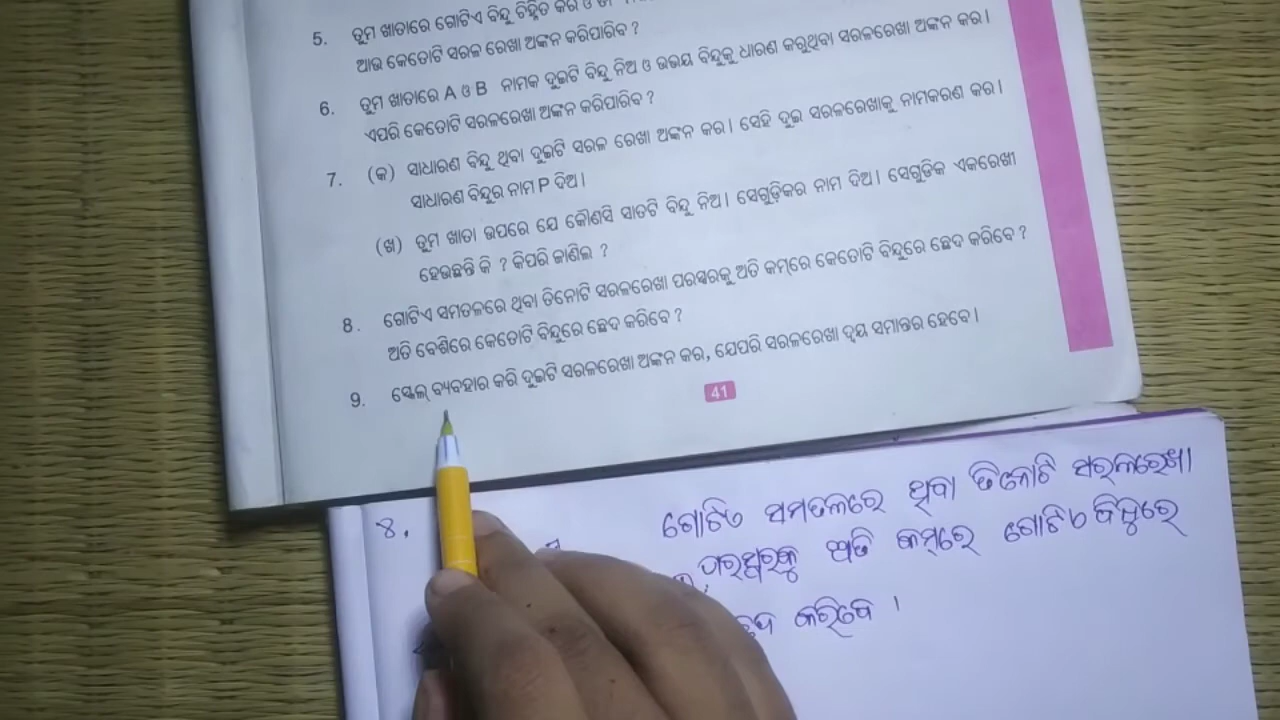 5. ତୁମ ଖାତାରେ ଗୋଟିଏ ବିନ୍ଦୁ ଚିହ୍ନିତ କର ଓ
ଆଉ କେତୋଟି ସରଳ ରେଖା ଅଙ୍କନ କରିପାରିବ ?
6. ତୁମ ଖାତାରେ A ଓ B ନାମକ ଦୁଇଟି ବିନ୍ଦୁ ନିଅ ଓ ଉଭୟ ବିନ୍ଦୁକୁ ଧାରଣ କରୁଥିବା ସରଳରେଖା ଅଙ୍କନ କର ।
ଏପରି କେତୋଟି ସରଳରେଖା ଅଙ୍କନ କରିପାରିବ ?
7. (କ) ସାଧାରଣ ବିନ୍ଦୁ ଥିବା ଦୁଇଟି ସରଳ ରେଖା ଅଙ୍କନ କର । ସେହି ଦୁଇ ସରଳରେଖାକୁ ନାମକରଣ କର ।
ସାଧାରଣ ବିନ୍ଦୁର ନାମ P ଦିଅ ।
(ଖ) ତୁମ ଖାତା ଉପରେ ଯେ କୌଣସି ସାତଟି ବିନ୍ଦୁ ନିଅ । ସେଗୁଡ଼ିକର ନାମ ଦିଅ । ସେଗୁଡ଼ିକ ଏକରେଖୀ
ହେଉଛନ୍ତି କି ? କିପରି ଜାଣିଲ ?
8. ଗୋଟିଏ ସମତଳରେ ଥିବା ତିନୋଟି ସରଳରେଖା ପରସ୍ପରକୁ ଅତି କମ୍‌ରେ କେତୋଟି ବିନ୍ଦୁରେ ଛେଦ କରିବେ ?
ଅତି ବେଶିରେ କେତୋଟି ବିନ୍ଦୁରେ ଛେଦ କରିବେ ?
9. ସ୍କେଲ୍ ବ୍ୟବହାର କରି ଦୁଇଟି ସରଳରେଖା ଅଙ୍କନ କର, ଯେପରି ସରଳରେଖା ଦ୍ୱୟ ସମାନ୍ତର ହେବେ ।
41
୪. ଗୋଟିଏ ସମତଳରେ ଥିବା ତିନୋଟି ସରଳରେଖା
ପରସ୍ପରକୁ ଅତି କମ୍‌ରେ ଗୋଟିଏ ବିନ୍ଦୁରେ
କରିବେ ।